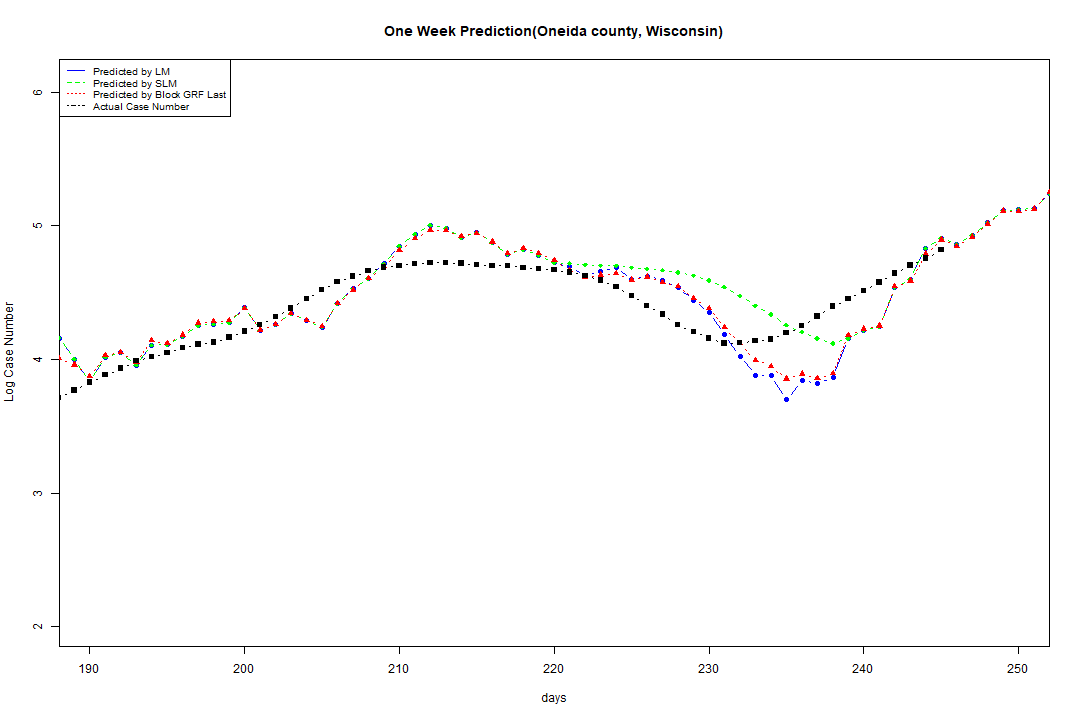 One Week Prediction(Oneida county, Wisconsin)
Predicted by LM
Predicted by SLM
Predicted by Block GRF Last
Actual Case Number
6
5
4
3
2
Log Case Number
190 200 210 220 230 240 250
days